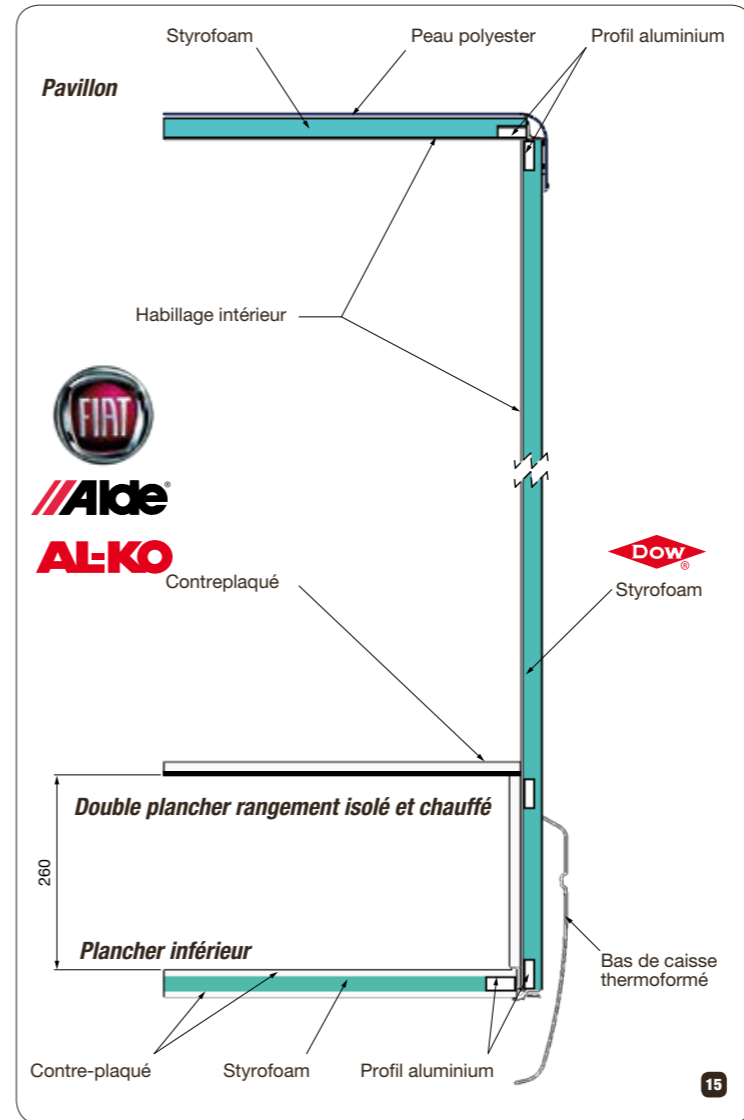 Styrofoam
Peau polyester
Profil aluminium
Pavillon
Habillage intérieur
FIAT
//Alde®
AL-KO
DOW®
Contreplaqué
Styrofoam
Double plancher rangement isolé et chauffé
260
Plancher inférieur
Bas de caisse
thermoformé
Contre-plaqué
Styrofoam
Profil aluminium
15